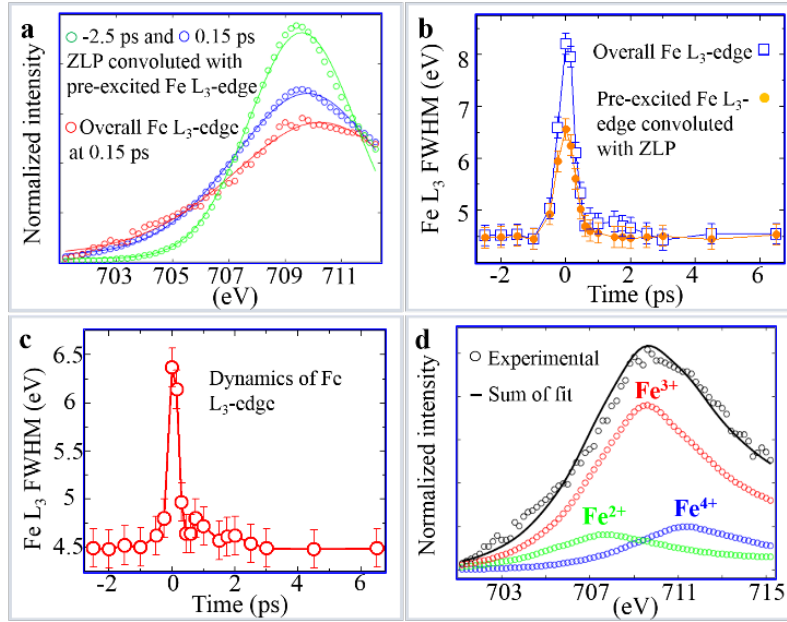 a
-2.5 ps and 0.15 ps
ZLP convoluted with
pre-excited Fe L₃-edge
Overall Fe L₃-edge
at 0.15 ps
Normalized intensity
703 705 707 709 711
(eV)
b
Overall Fe L₃-edge
Pre-excited Fe L₃-
edge convoluted
with ZLP
Fe L₃ FWHM (eV)
8
7
6
5
-2 0 2 4 6
Time (ps)
c
Dynamics of Fe
L₃-edge
Fe L₃ FWHM (eV)
6.5
6
5.5
5
4.5
-2 0 2 4 6
Time (ps)
d
Experimental
Sum of fit
Fe³⁺
Fe²⁺
Fe⁴⁺
Normalized intensity
703 707 711 715
(eV)